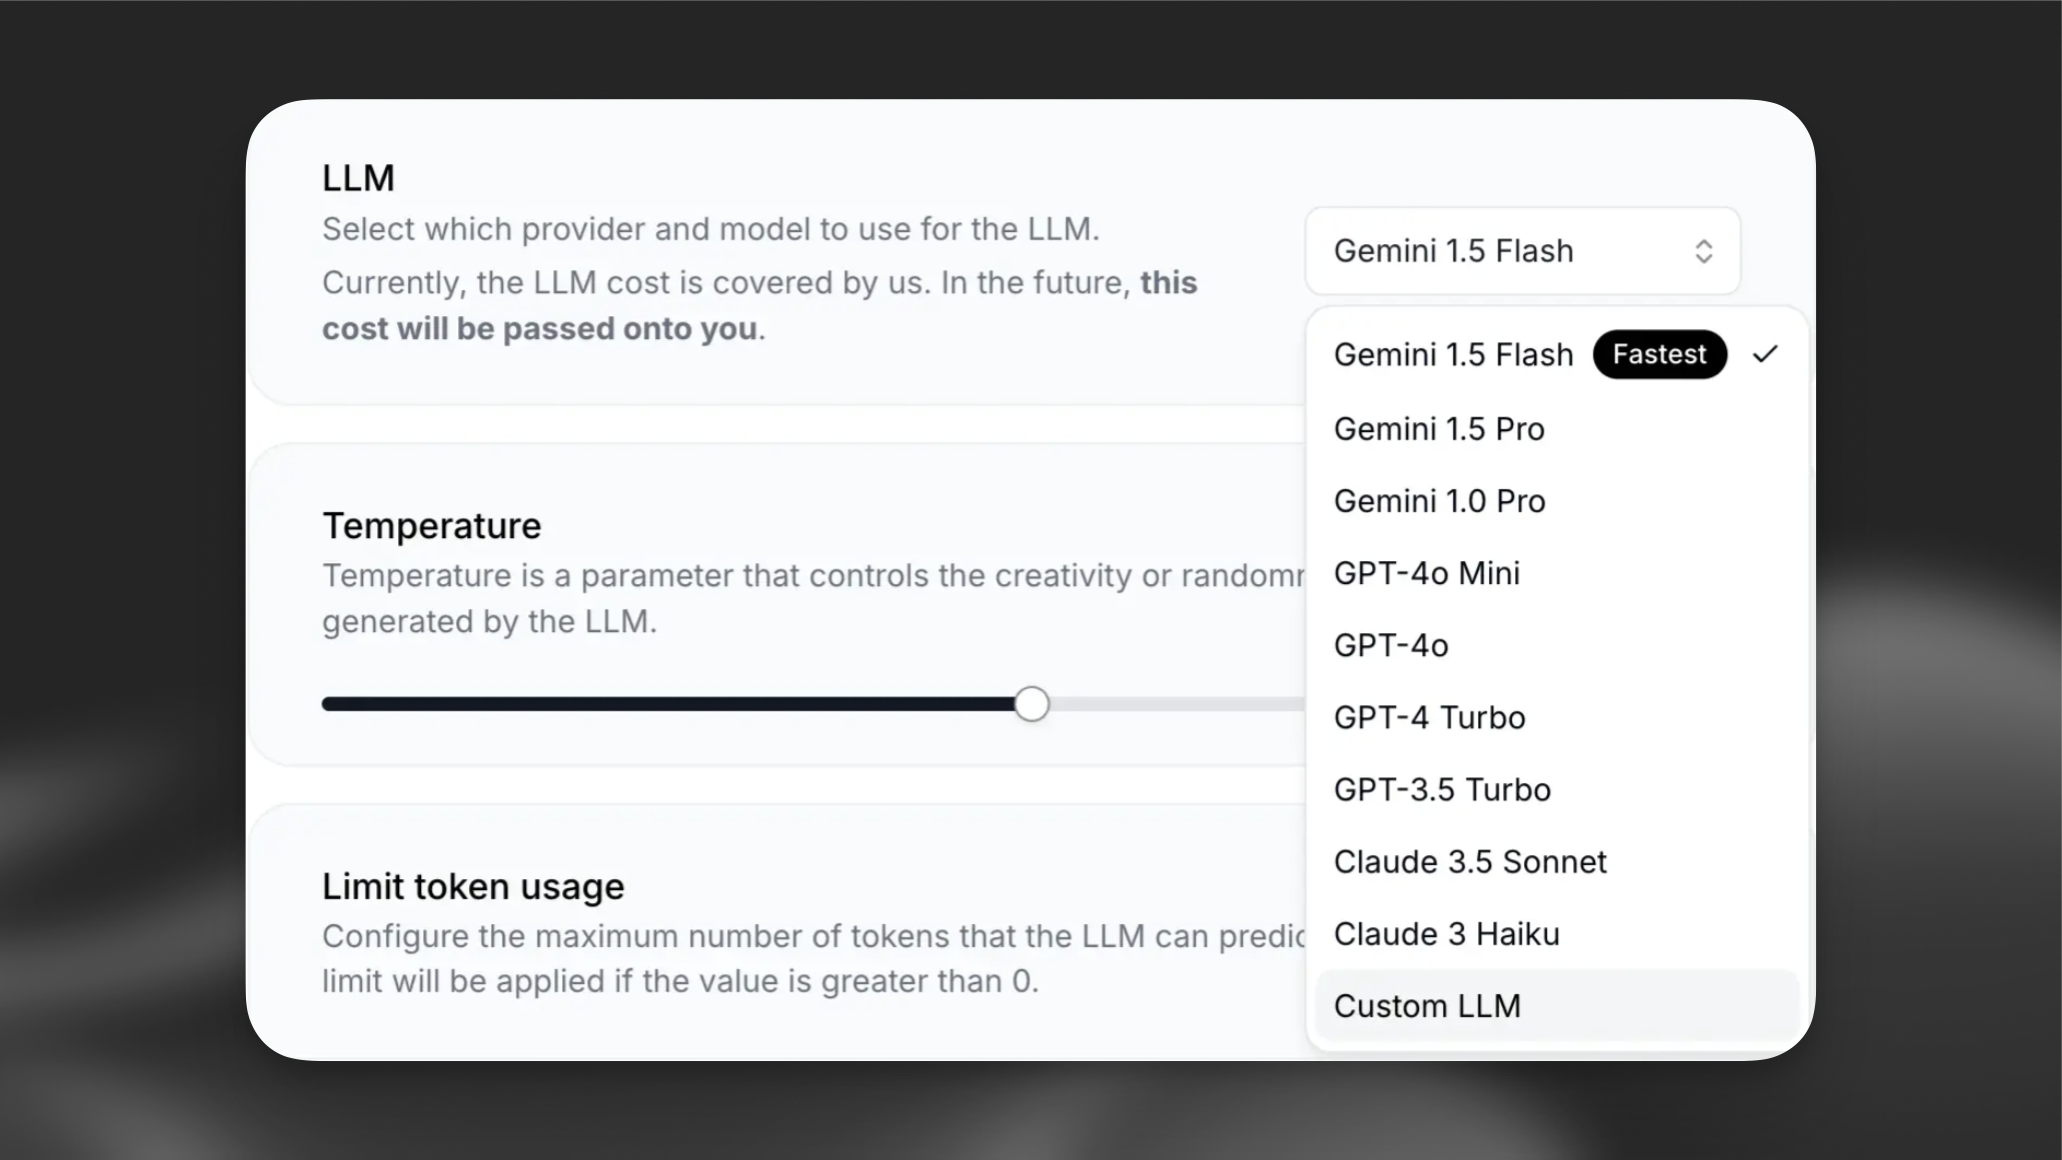 LLM
Select which provider and model to use for the LLM.
Currently, the LLM cost is covered by us. In the future, this
cost will be passed onto you.
Gemini 1.5 Flash
Gemini 1.5 Flash Fastest
Gemini 1.5 Pro
Gemini 1.0 Pro
GPT-4o Mini
GPT-4o
GPT-4 Turbo
GPT-3.5 Turbo
Claude 3.5 Sonnet
Claude 3 Haiku
Custom LLM
Temperature
Temperature is a parameter that controls the creativity or
generated by the LLM.
Limit token usage
Configure the maximum number of tokens that the LLM can
limit will be applied if the value is greater than 0.